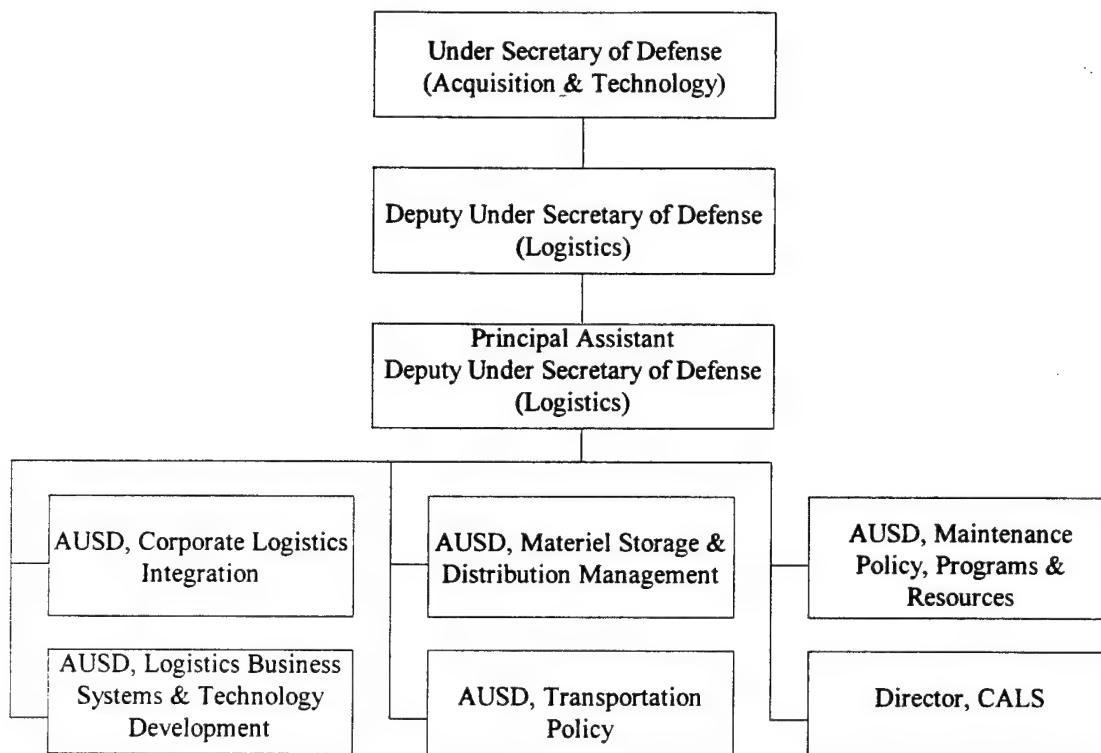 Under Secretary of Defense
(Acquisition & Technology)
Deputy Under Secretary of Defense
(Logistics)
Principal Assistant
Deputy Under Secretary of Defense
(Logistics)
AUSD, Corporate Logistics
Integration
AUSD, Materiel Storage &
Distribution Management
AUSD, Maintenance
Policy, Programs &
Resources
AUSD, Logistics Business
Systems & Technology
Development
AUSD, Transportation
Policy
Director, CALS